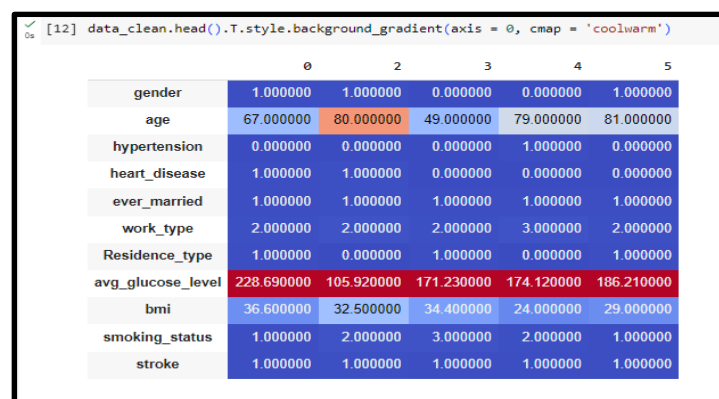 [12] data_clean.head().T.style.background_gradient(axis = 0, cmap = 'coolwarm')
0s
0 2 3 4 5
gender 1.000000 1.000000 0.000000 0.000000 1.000000
age 67.000000 80.000000 49.000000 79.000000 81.000000
hypertension 0.000000 0.000000 0.000000 1.000000 0.000000
heart_disease 1.000000 1.000000 0.000000 0.000000 0.000000
ever_married 1.000000 1.000000 1.000000 1.000000 1.000000
work_type 2.000000 2.000000 2.000000 3.000000 2.000000
Residence_type 1.000000 0.000000 1.000000 0.000000 1.000000
avg_glucose_level 228.690000 105.920000 171.230000 174.120000 186.210000
bmi 36.600000 32.500000 34.400000 24.000000 29.000000
smoking_status 1.000000 2.000000 3.000000 2.000000 1.000000
stroke 1.000000 1.000000 1.000000 1.000000 1.000000